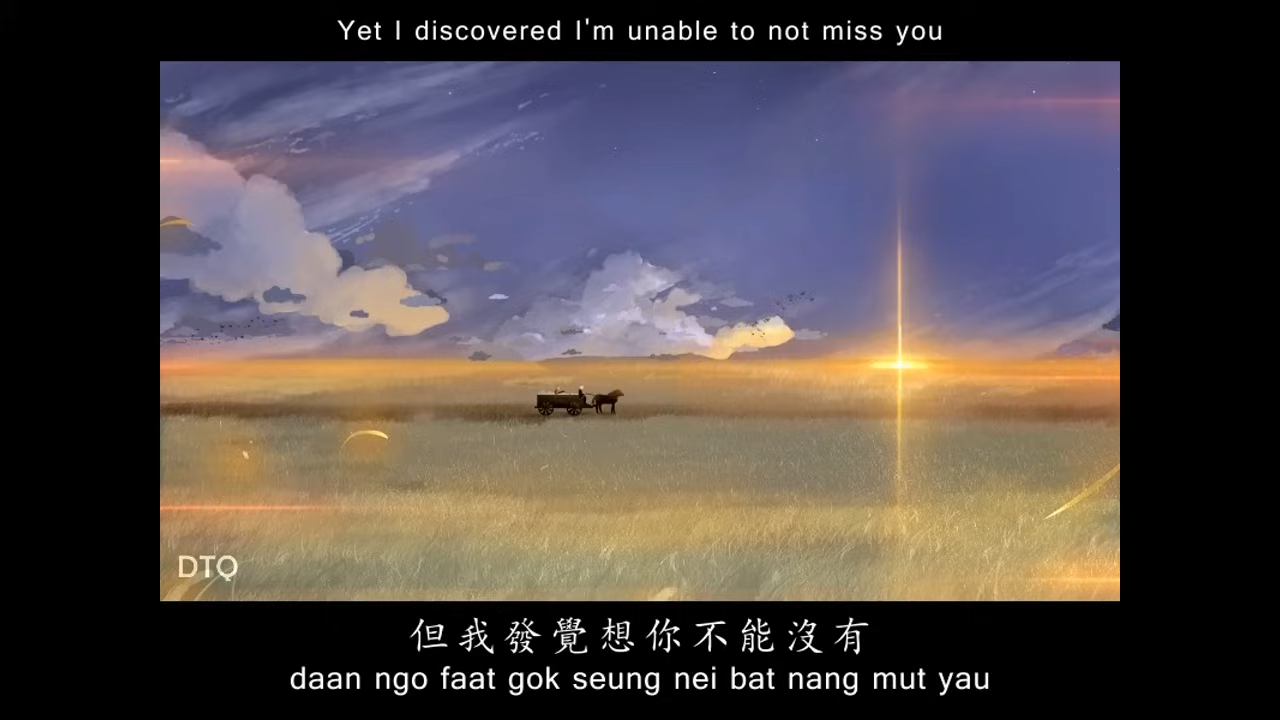 Yet I discovered I'm unable to not miss you
DTQ
但我發覺想你不能沒有
daan ngo faat gok seung nei bat nang mut yau